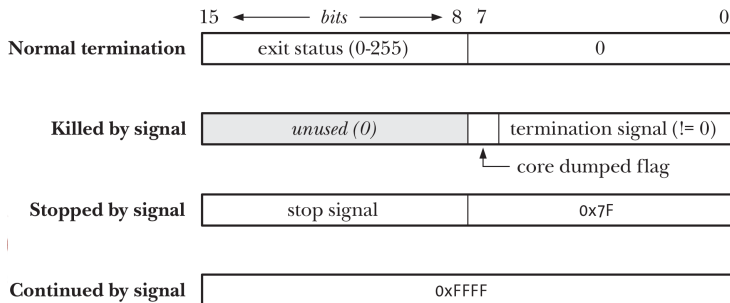 15 bits 8 7 0
Normal termination exit status (0-255) 0
Killed by signal unused (0) termination signal (!= 0)
core dumped flag
Stopped by signal stop signal 0x7F
Continued by signal 0xFFFF